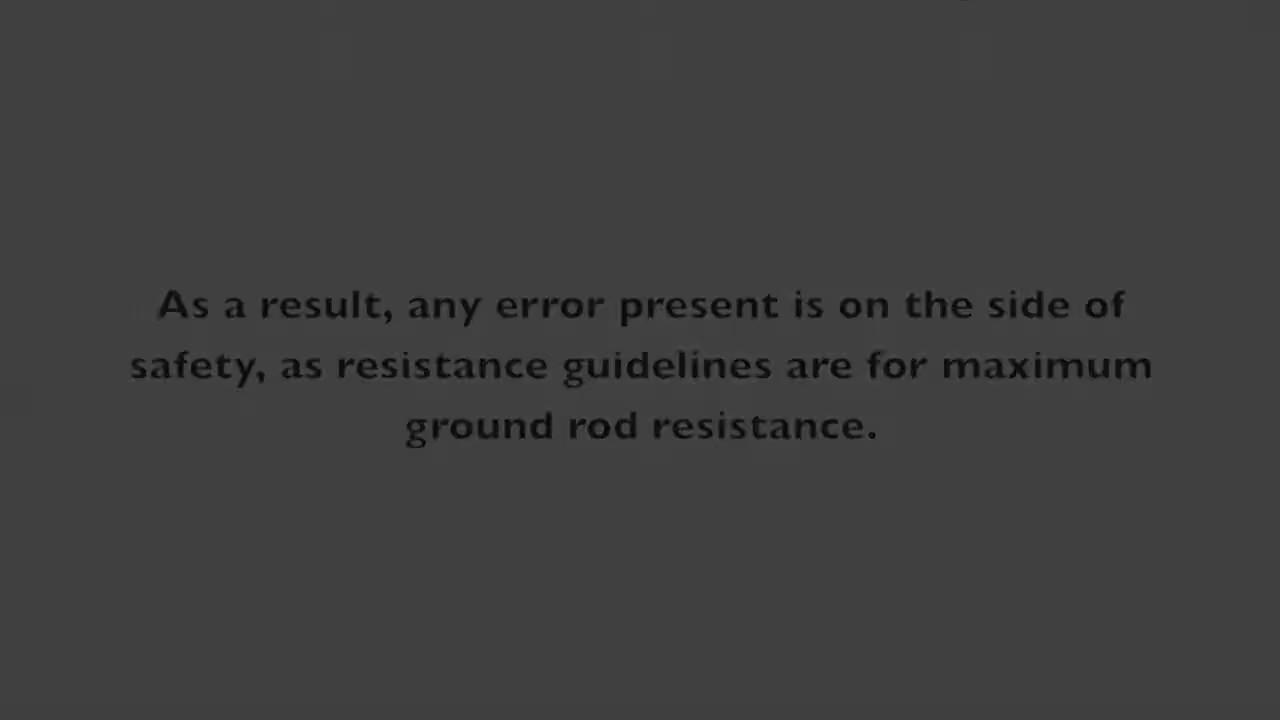 As a result, any error present is on the side of
safety, as resistance guidelines are for maximum
ground rod resistance.